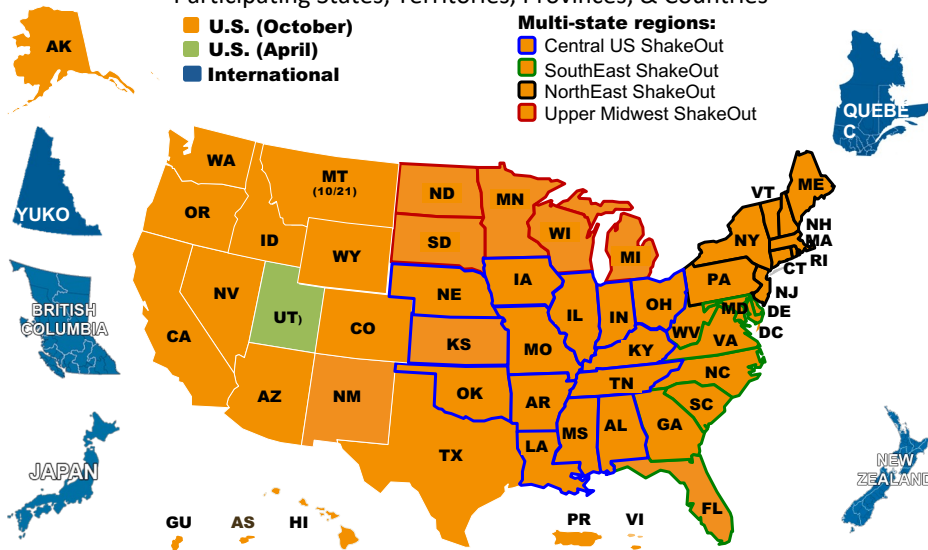 Participating States, Territories, Provinces, & Countries
U.S. (October)
U.S. (April)
International
Multi-state regions:
Central US ShakeOut
SouthEast ShakeOut
NorthEast ShakeOut
Upper Midwest ShakeOut
AK
QUEBE
C
YUKO
BRITISH
COLUMBIA
JAPAN
NEW
ZEALAND
WA
MT
(10/21)
ND
MN
VT
ME
OR
ID
WY
SD
WI
MI
NY
NH
MA
RI
CT
NV
UT)
CO
NE
IA
IL
IN
OH
PA
NJ
MD
DE
DC
CA
KS
MO
KY
WV
VA
AZ
NM
OK
AR
TN
NC
SC
TX
LA
MS
AL
GA
FL
GU
AS
HI
PR
VI